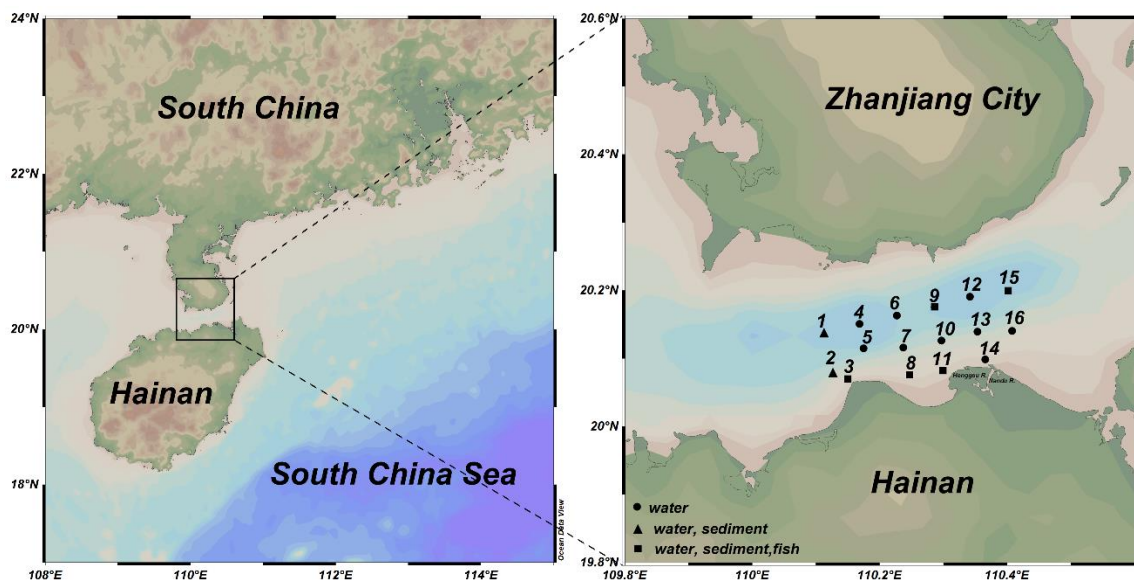 24°N
22°N
20°N
18°N
108°E
110°E
112°E
114°E
South China
Hainan
South China Sea
Ocean Data View
20.6°N
20.4°N
20.2°N
20°N
19.8°N
109.8°E
110°E
110.2°E
110.4°E
Zhanjiang City
1
2
3
4
5
6
7
8
9
10
11
12
13
14
15
16
Nandu R.
Hainan
water
water, sediment
water, sediment,fish